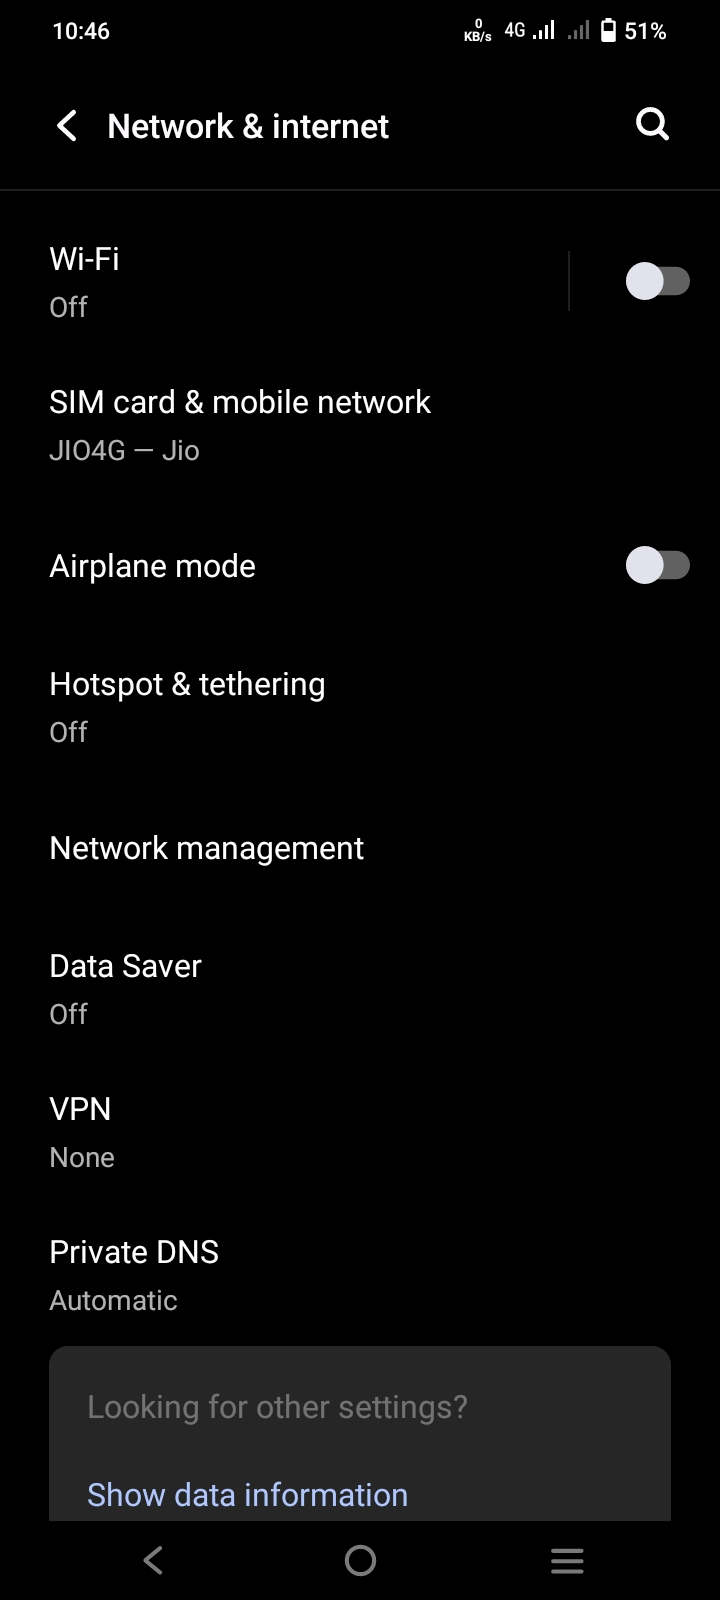 10:46
0
KB/s
4G
51%
Network & internet
Wi-Fi
Off
SIM card & mobile network
JIO4G — Jio
Airplane mode
Hotspot & tethering
Off
Network management
Data Saver
Off
VPN
None
Private DNS
Automatic
Looking for other settings?
Show data information